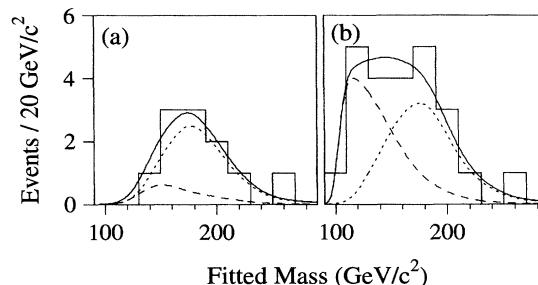 (a) (b)
6
4
2
0
Events / 20 GeV/c²
100 200 100 200
Fitted Mass (GeV/c²)